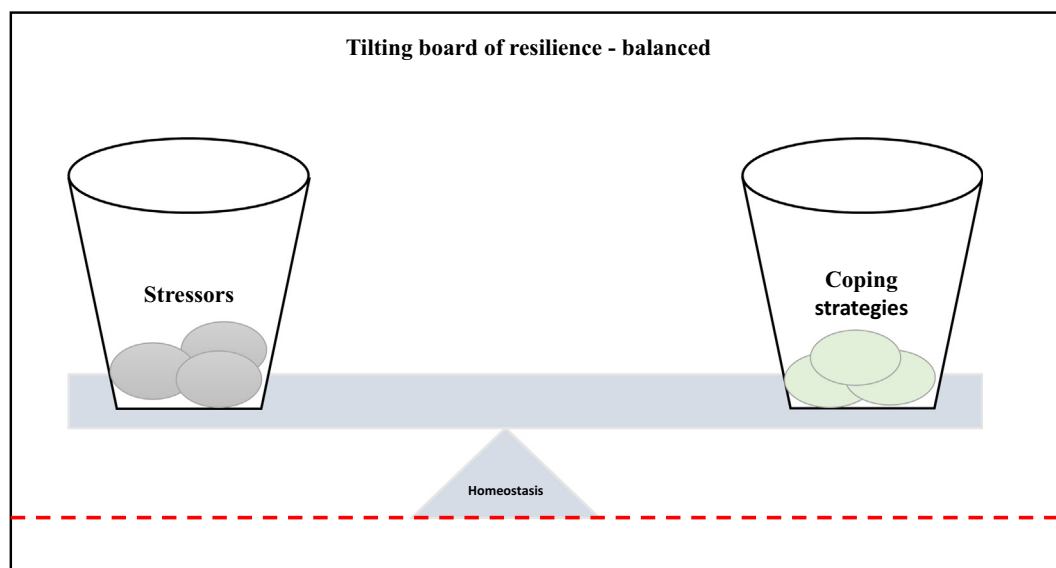 Tilting board of resilience - balanced
Stressors
Coping
strategies
Homeostasis